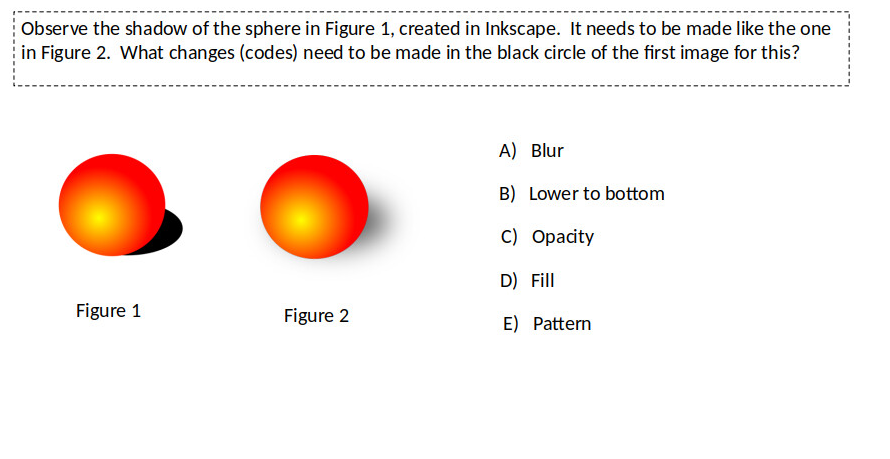 Observe the shadow of the sphere in Figure 1, created in Inkscape.  It needs to be made like the one
in Figure 2.  What changes (codes) need to be made in the black circle of the first image for this?
A)  Blur
B)  Lower to bottom
C)  Opacity
D)  Fill
E)  Pattern
Figure 1
Figure 2